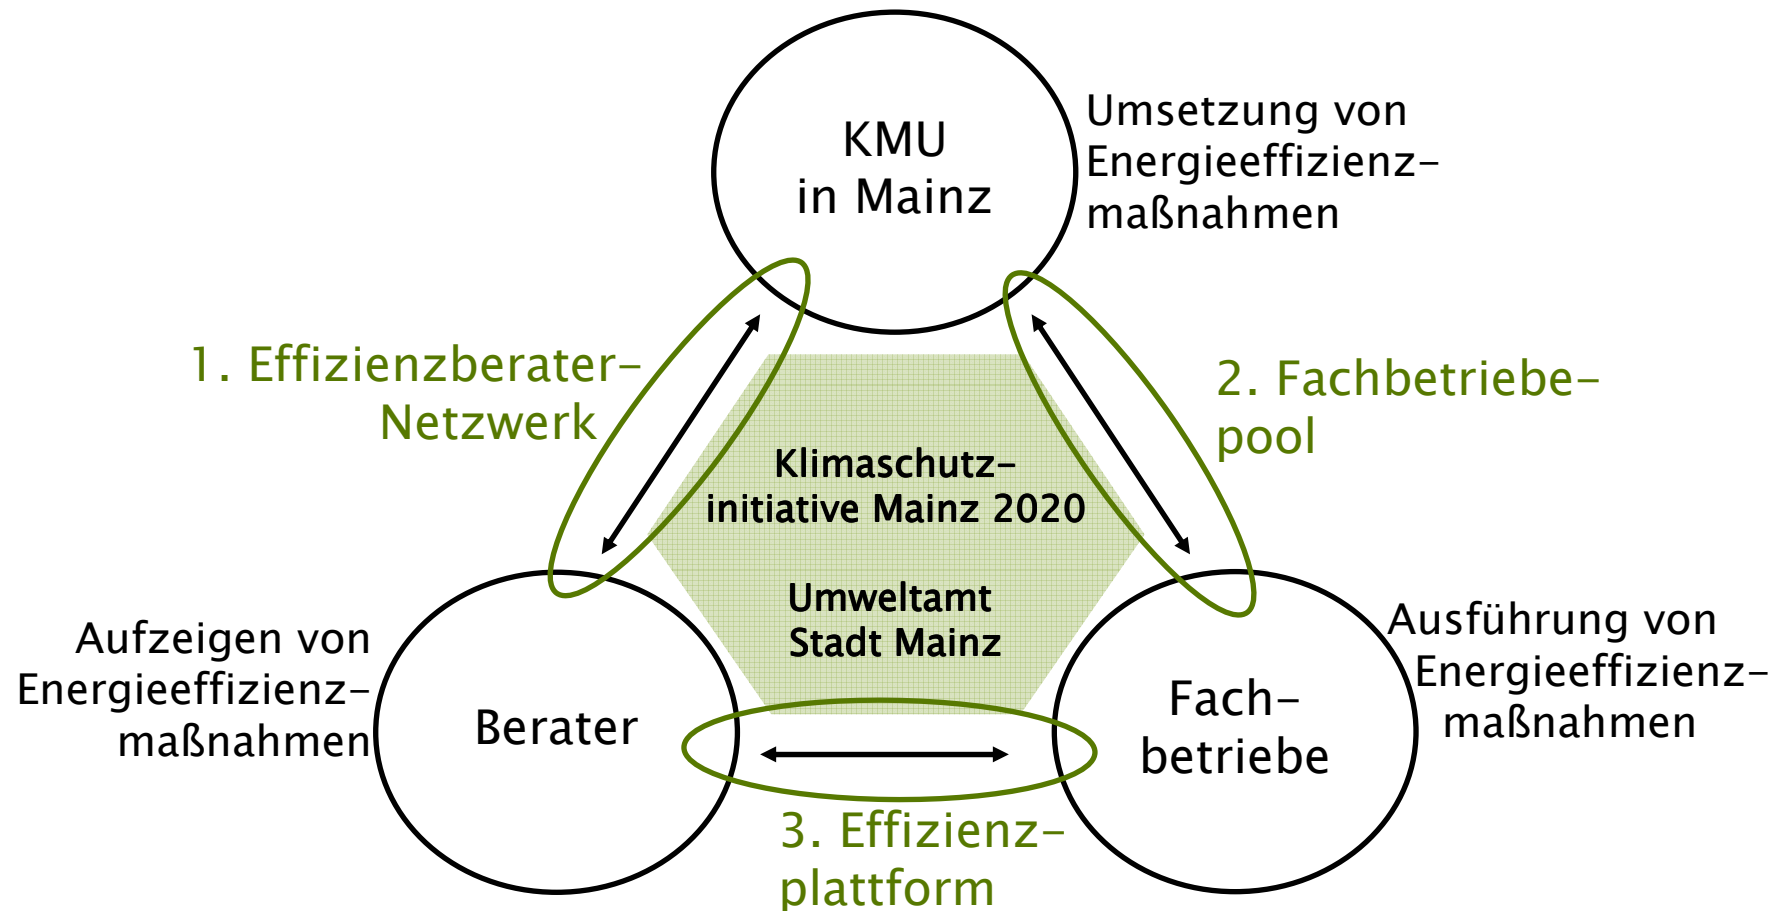 KMU
in Mainz
Umsetzung von
Energieeffizienz-
maßnahmen
1. Effizienzberater-
Netzwerk
2. Fachbetriebe-
pool
Klimaschutz-
initiative Mainz 2020
Umweltamt
Stadt Mainz
Aufzeigen von
Energieeffizienz-
maßnahmen
Berater
Fach-
betriebe
Ausführung von
Energieeffizienz-
maßnahmen
3. Effizienz-
plattform